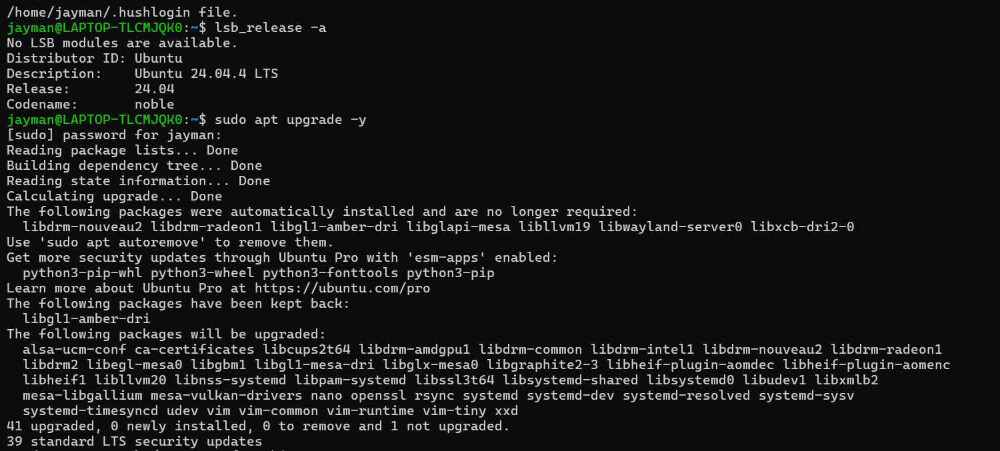 /home/jayman/.hushlogin file.
jayman@LAPTOP-TLCMJQK0:~$ lsb_release -a
No LSB modules are available.
Distributor ID: Ubuntu
Description:    Ubuntu 24.04.4 LTS
Release:        24.04
Codename:       noble
jayman@LAPTOP-TLCMJQK0:~$ sudo apt upgrade -y
[sudo] password for jayman:
Reading package lists... Done
Building dependency tree... Done
Reading state information... Done
Calculating upgrade... Done
The following packages were automatically installed and are no longer required:
  libdrm-nouveau2 libdrm-radeon1 libgl1-amber-dri libglapi-mesa libllvm19 libwayland-server0 libxcb-dri2-0
Use 'sudo apt autoremove' to remove them.
Get more security updates through Ubuntu Pro with 'esm-apps' enabled:
  python3-pip-whl python3-wheel python3-fonttools python3-pip
Learn more about Ubuntu Pro at https://ubuntu.com/pro
The following packages have been kept back:
  libgl1-amber-dri
The following packages will be upgraded:
  alsa-ucm-conf ca-certificates libcups2t64 libdrm-amdgpu1 libdrm-common libdrm-intel1 libdrm-nouveau2 libdrm-radeon1
  libdrm2 libegl-mesa0 libgbm1 libgl1-mesa-dri libglx-mesa0 libgraphite2-3 libheif-plugin-aomdec libheif-plugin-aomenc
  libheif1 libllvm20 libnss-systemd libpam-systemd libssl3t64 libsystemd-shared libsystemd0 libudev1 libxmlb2
  mesa-libgallium mesa-vulkan-drivers nano openssl rsync systemd systemd-dev systemd-resolved systemd-sysv
  systemd-timesyncd udev vim vim-common vim-runtime vim-tiny xxd
41 upgraded, 0 newly installed, 0 to remove and 1 not upgraded.
39 standard LTS security updates